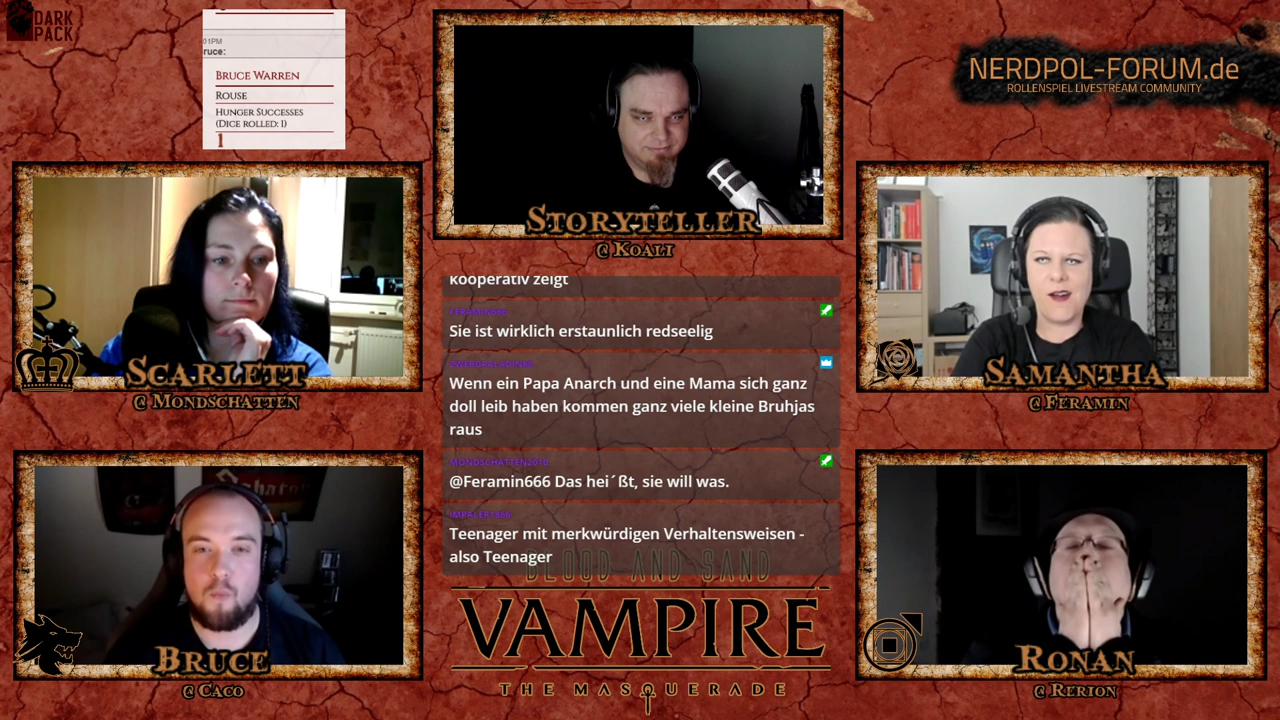 DARK
PACK
01PM
ruce:
BRUCE WARREN
ROUSE
HUNGER SUCCESSES
(DICE ROLLED: 1)
1
NERDPOL-FORUM.de
ROLLENSPIEL LIVESTREAM COMMUNITY
STORYTELLER
@ KOALI
SCARLETT
@ MONDSCHATTEN
SAMANTHA
@ FERAMIN
kooperativ zeigt
FERAMIN666
Sie ist wirklich erstaunlich redseelig
Wenn ein Papa Anarch und eine Mama sich ganz
doll leib haben kommen ganz viele kleine Bruhjas
raus
MONDSCHATTEN2010
@Feramin666 Das hei´ßt, sie will was.
IMPALER1886
Teenager mit merkwürdigen Verhaltensweisen -
also Teenager
BLOOD AND SAND
VAMPIRE
THE MASQUERADE
BRUCE
@ CACO
RONAN
@ RERION